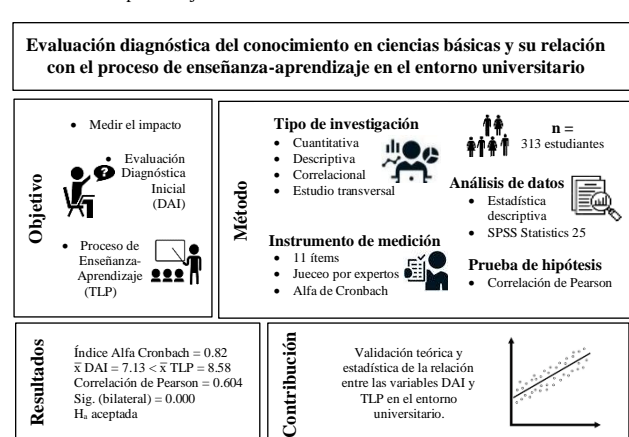 Evaluación diagnóstica del conocimiento en ciencias básicas y su relación
con el proceso de enseñanza-aprendizaje en el entorno universitario
Objetivo
• Medir el impacto
• Evaluación
Diagnóstica
Inicial
(DAI)
• Proceso de
Enseñanza-
Aprendizaje
(TLP)
Método
Tipo de investigación
• Cuantitativa
• Descriptiva
• Correlacional
• Estudio transversal
Instrumento de medición
• 11 ítems
• Jueceo por expertos
• Alfa de Cronbach
n =
313 estudiantes
Análisis de datos
• Estadística
descriptiva
• SPSS Statistics 25
Prueba de hipótesis
• Correlación de Pearson
Resultados
Índice Alfa Cronbach = 0.82
x̅ DAI = 7.13 < x̅ TLP = 8.58
Correlación de Pearson = 0.604
Sig. (bilateral) = 0.000
Hₐ aceptada
Contribución
Validación teórica y
estadística de la relación
entre las variables DAI y
TLP en el entorno
universitario.